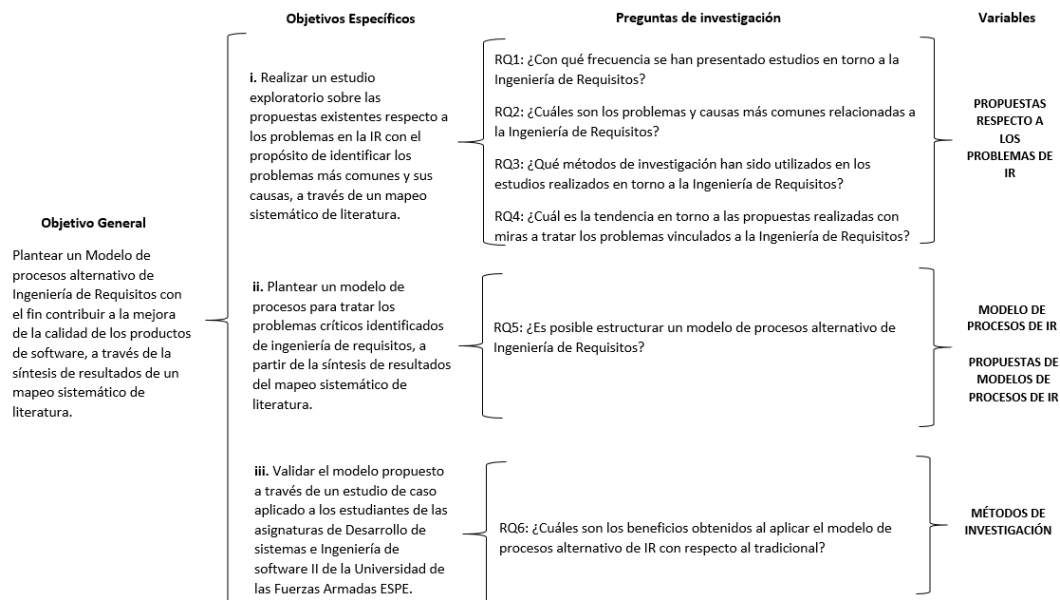 Objetivos Específicos
Preguntas de investigación
Variables
Objetivo General
Plantear un Modelo de
procesos alternativo de
Ingeniería de Requisitos con
el fin contribuir a la mejora
de la calidad de los productos
de software, a través de la
síntesis de resultados de un
mapeo sistemático de
literatura.
i. Realizar un estudio
exploratorio sobre las
propuestas existentes respecto a
los problemas en la IR con el
propósito de identificar los
problemas más comunes y sus
causas, a través de un mapeo
sistemático de literatura.
RQ1: ¿Con qué frecuencia se han presentado estudios en torno a la
Ingeniería de Requisitos?
RQ2: ¿Cuáles son los problemas y causas más comunes relacionadas a
la Ingeniería de Requisitos?
RQ3: ¿Qué métodos de investigación han sido utilizados en los
estudios realizados en torno a la Ingeniería de Requisitos?
RQ4: ¿Cuál es la tendencia en torno a las propuestas realizadas con
miras a tratar los problemas vinculados a la Ingeniería de Requisitos?
PROPUESTAS
RESPECTO A
LOS
PROBLEMAS DE
IR
ii. Plantear un modelo de
procesos para tratar los
problemas críticos identificados
de ingeniería de requisitos, a
partir de la síntesis de resultados
del mapeo sistemático de
literatura.
RQ5: ¿Es posible estructurar un modelo de procesos alternativo de
Ingeniería de Requisitos?
MODELO DE
PROCESOS DE IR
PROPUESTAS DE
MODELOS DE
PROCESOS DE IR
iii. Validar el modelo propuesto
a través de un estudio de caso
aplicado a los estudiantes de las
asignaturas de Desarrollo de
sistemas e Ingeniería de
software II de la Universidad de
las Fuerzas Armadas ESPE.
RQ6: ¿Cuáles son los beneficios obtenidos al aplicar el modelo de
procesos alternativo de IR con respecto al tradicional?
MÉTODOS DE
INVESTIGACIÓN